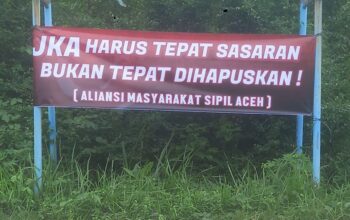 JKA HARUS TEPAT SASARAN
BUKAN TEPAT DIHAPUSKAN !
( ALIANSI MASYARAKAT SIPIL ACEH )